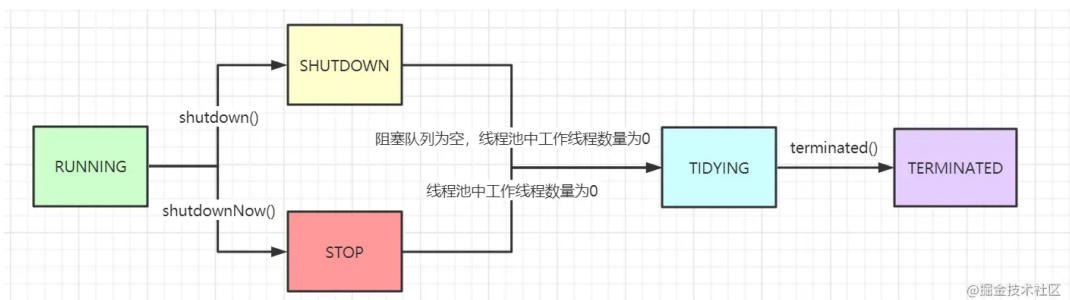 SHUTDOWN
shutdown()
阻塞队列为空，线程池中工作线程数量为0
RUNNING
TIDYING
terminated()
TERMINATED
线程池中工作线程数量为0
shutdownNow()
STOP
@掘金技术社区